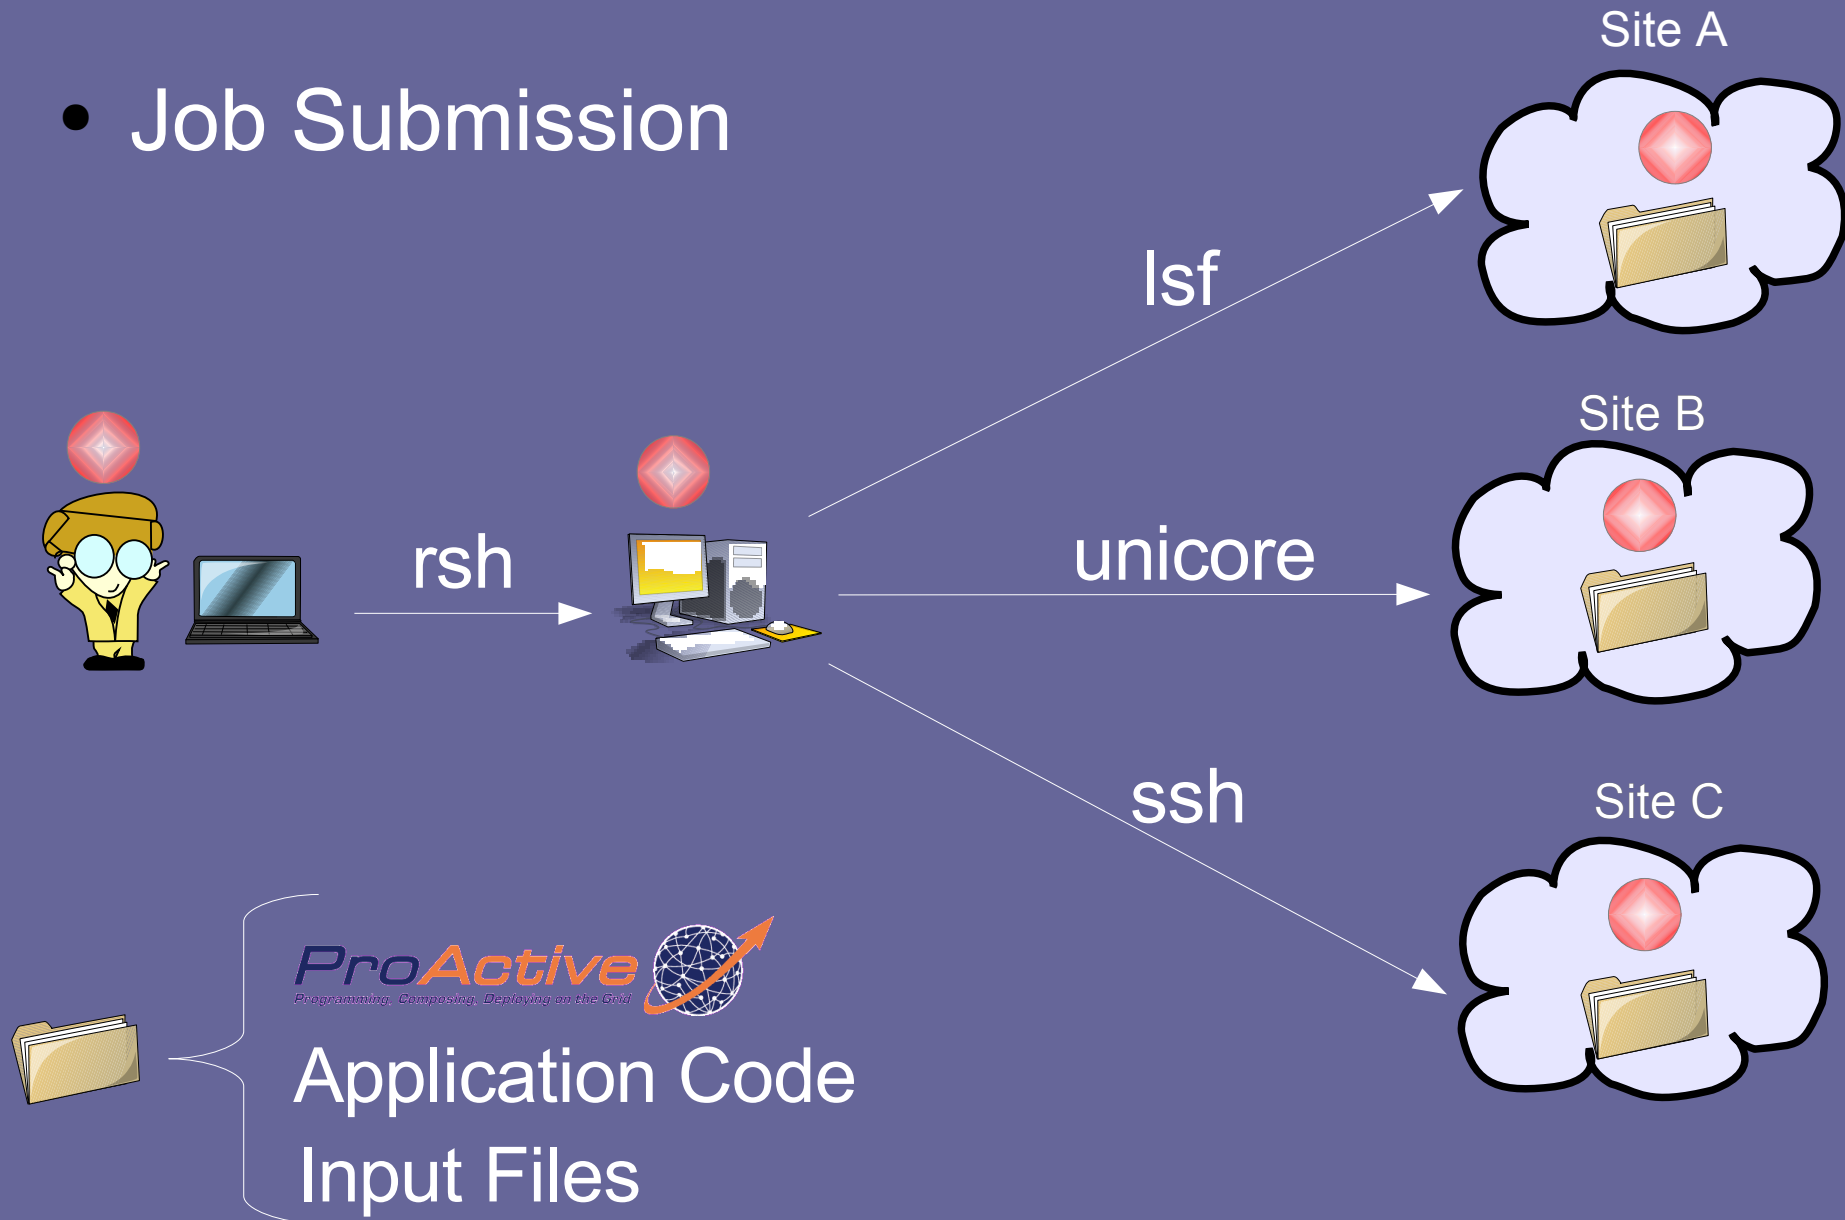 Site A
• Job Submission
lsf
Site B
rsh
unicore
ssh
Site C
ProActive
Programming, Composing, Deploying on the Grid
Application Code
Input Files